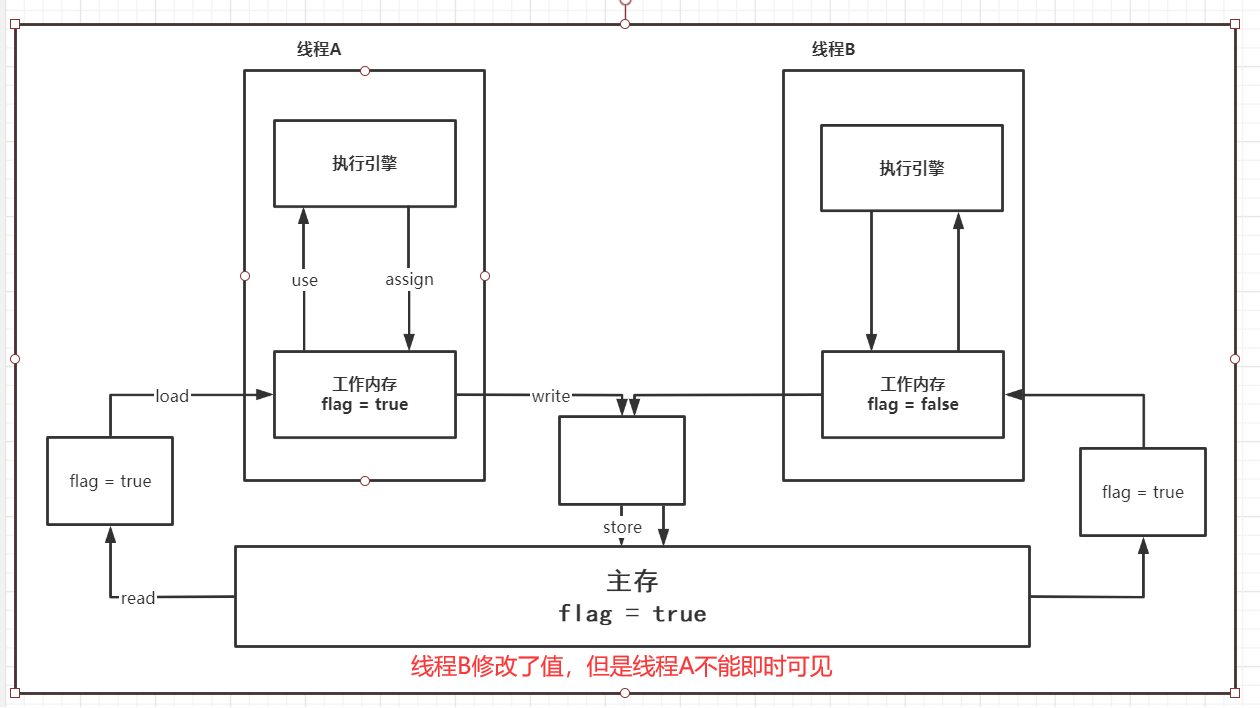 线程A
线程B
执行引擎
执行引擎
use
assign
工作内存
flag = true
工作内存
flag = false
load
write
flag = true
flag = true
store
read
主存
flag = true
线程B修改了值，但是线程A不能即时可见